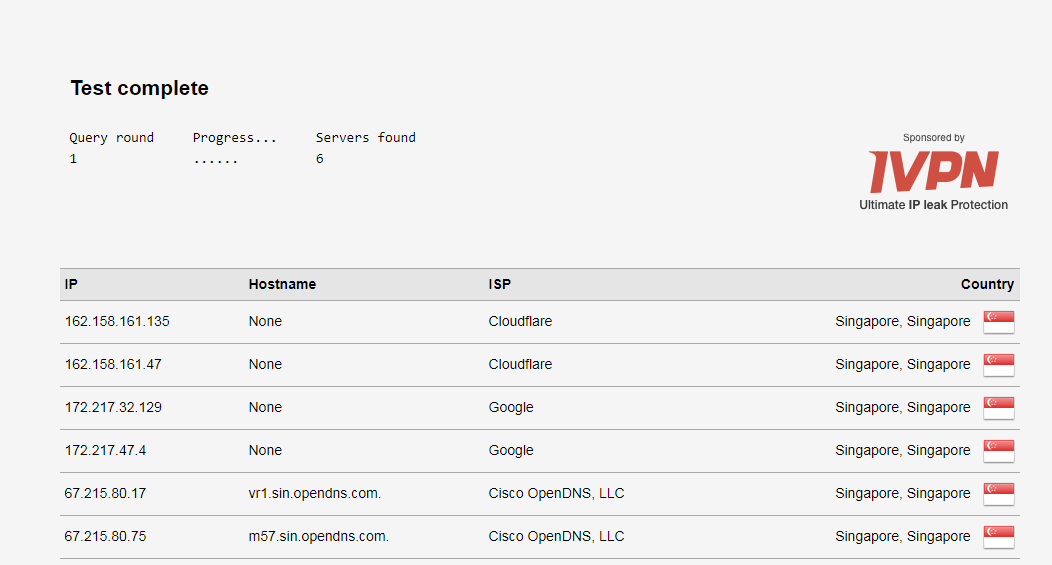 Test complete
Query round Progress... Servers found
1 ...... 6
Sponsored by
IVPN
Ultimate IP leak Protection
IP Hostname ISP Country
162.158.161.135 None Cloudflare Singapore, Singapore
162.158.161.47 None Cloudflare Singapore, Singapore
172.217.32.129 None Google Singapore, Singapore
172.217.47.4 None Google Singapore, Singapore
67.215.80.17 vr1.sin.opendns.com. Cisco OpenDNS, LLC Singapore, Singapore
67.215.80.75 m57.sin.opendns.com. Cisco OpenDNS, LLC Singapore, Singapore